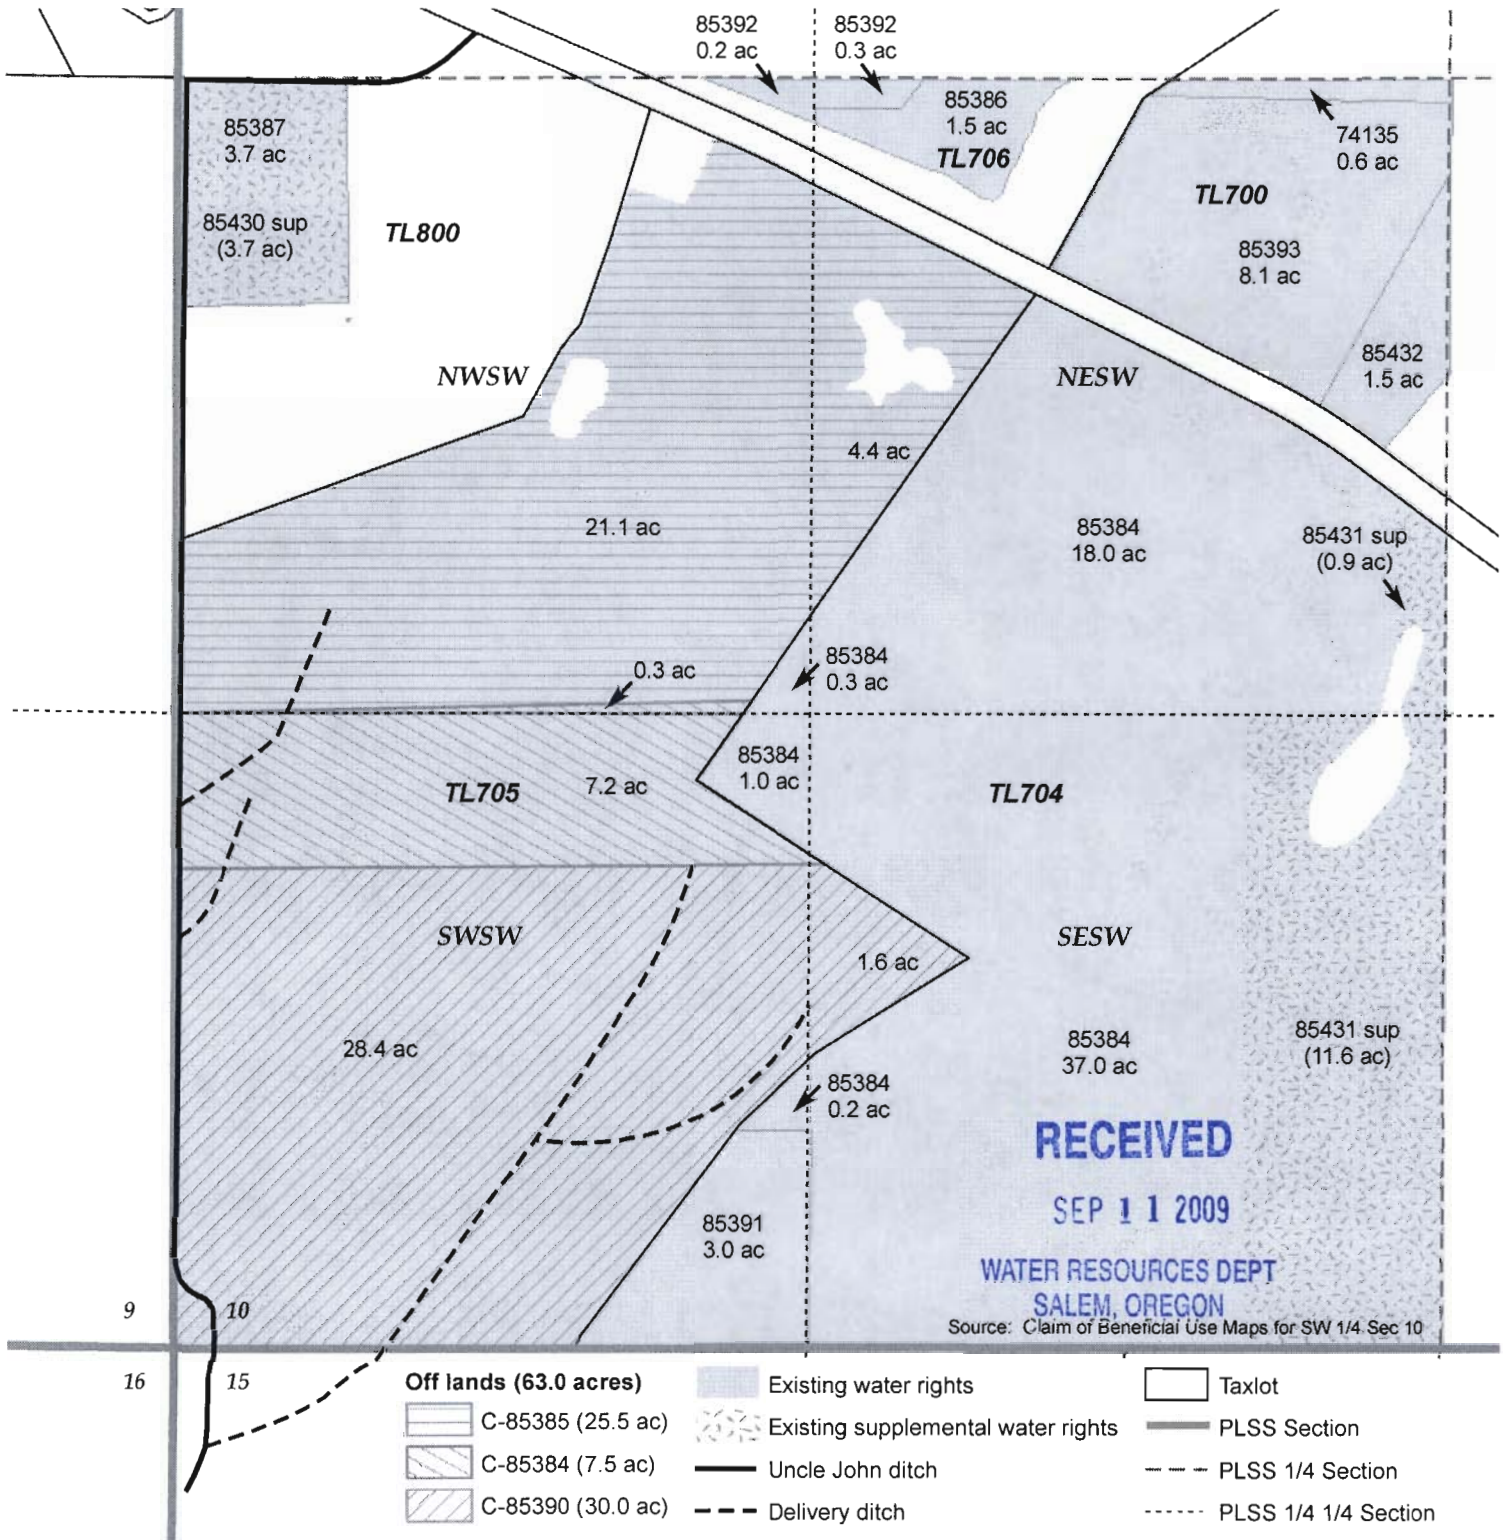 85392
0.2 ac
85392
0.3 ac
85386
1.5 ac
TL706
74135
0.6 ac
85387
3.7 ac
85430 sup
(3.7 ac)
TL800
TL700
85393
8.1 ac
85432
1.5 ac
NWSW
NESW
4.4 ac
21.1 ac
85384
18.0 ac
85431 sup
(0.9 ac)
0.3 ac
85384
0.3 ac
85384
1.0 ac
TL705
7.2 ac
TL704
SWSW
SESW
1.6 ac
28.4 ac
85384
37.0 ac
85431 sup
(11.6 ac)
85384
0.2 ac
RECEIVED
SEP 11 2009
85391
3.0 ac
WATER RESOURCES DEPT
SALEM, OREGON
9
10
Source: Claim of Beneficial Use Maps for SW 1/4 Sec 10
16
15
Off lands (63.0 acres)
C-85385 (25.5 ac)
C-85384 (7.5 ac)
C-85390 (30.0 ac)
Existing water rights
Existing supplemental water rights
Uncle John ditch
Delivery ditch
Taxlot
PLSS Section
PLSS 1/4 Section
PLSS 1/4 1/4 Section